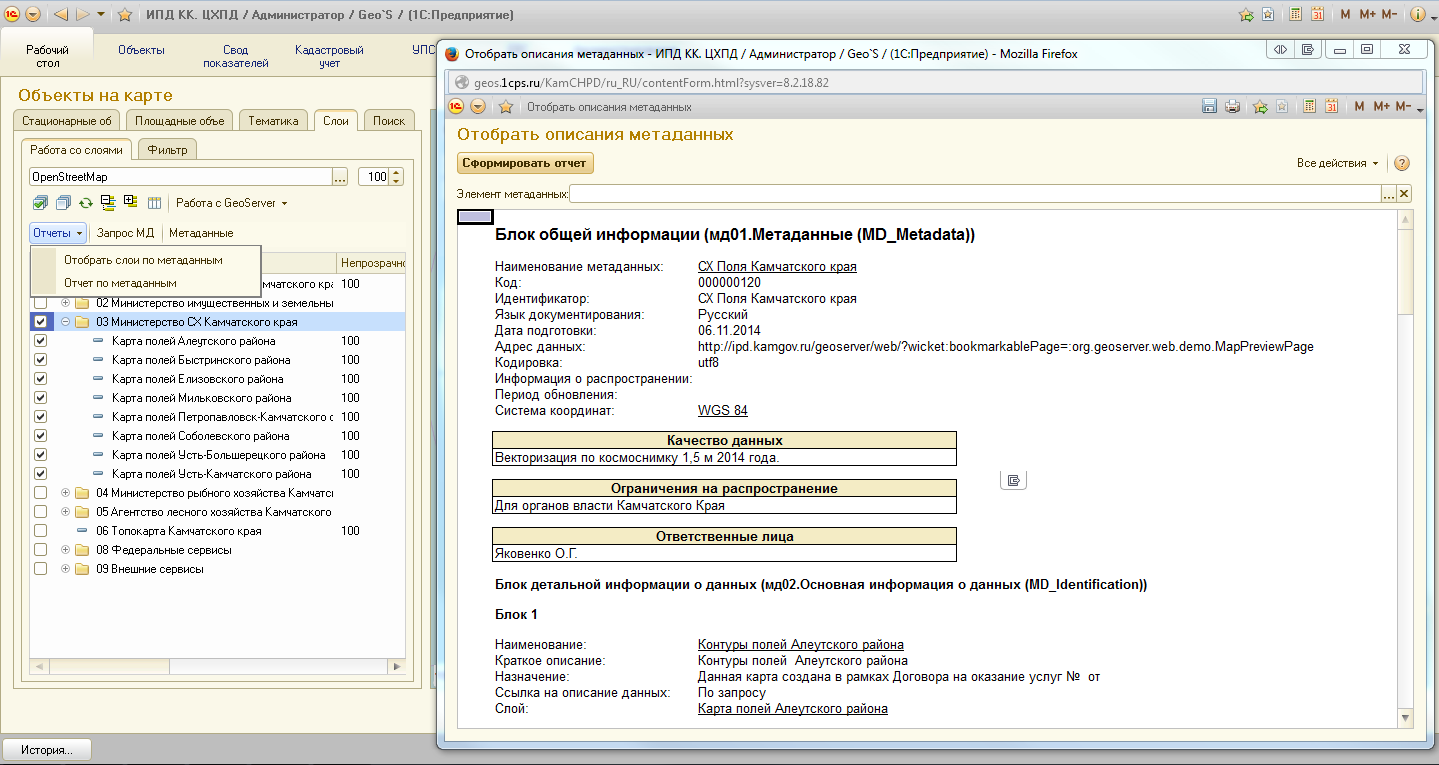 ИПД КК. ЦХПД / Администратор / Geo`S / (1С:Предприятие)
M M+ M-
Рабочий стол
Объекты
Свод показателей
Кадастровый учет
УПС
Объекты на карте
Стационарные об
Площадные объе
Тематика
Слои
Поиск
Работа со слоями
Фильтр
OpenStreetMap
...
100
Работа с GeoServer
Отчеты
Запрос МД
Метаданные
Отобрать слои по метаданным
Отчет по метаданным
Непрозрачно
мчатского кра 100
02 Министерство имущественных и земельны
03 Министерство СХ Камчатского края
Карта полей Алеутского района 100
Карта полей Быстринского района 100
Карта полей Елизовского района 100
Карта полей Мильковского района 100
Карта полей Петропавловск-Камчатского о 100
Карта полей Соболевского района 100
Карта полей Усть-Большерецкого района 100
Карта полей Усть-Камчатского района 100
04 Министерство рыбного хозяйства Камчатс
05 Агентство лесного хозяйства Камчатского
06 Топокарта Камчатского края 100
08 Федеральные сервисы
09 Внешние сервисы
История...
Отобрать описания метаданных - ИПД КК. ЦХПД / Администратор / Geo`S / (1С:Предприятие) - Mozilla Firefox
geos.1cps.ru/KamCHPD/ru_RU/contentForm.html?sysver=8.2.18.82
Отобрать описания метаданных
M M+ M-
Отобрать описания метаданных
Сформировать отчет
Все действия
?
Элемент метаданных:
...
Блок общей информации (мд01.Метаданные (MD_Metadata))
Наименование метаданных: СХ Поля Камчатского края
Код: 000000120
Идентификатор: СХ Поля Камчатского края
Язык документирования: Русский
Дата подготовки: 06.11.2014
Адрес данных: http://ipd.kamgov.ru/geoserver/web/?wicket:bookmarkablePage=:org.geoserver.web.demo.MapPreviewPage
Кодировка: utf8
Информация о распространении:
Период обновления:
Система координат: WGS 84
Качество данных
Векторизация по космоснимку 1,5 м 2014 года.
Ограничения на распространение
Для органов власти Камчатского Края
Ответственные лица
Яковенко О.Г.
Блок детальной информации о данных (мд02.Основная информация о данных (MD_Identification))
Блок 1
Наименование: Контуры полей Алеутского района
Краткое описание: Контуры полей Алеутского района
Назначение: Данная карта создана в рамках Договора на оказание услуг № от
Ссылка на описание данных: По запросу
Слой: Карта полей Алеутского района